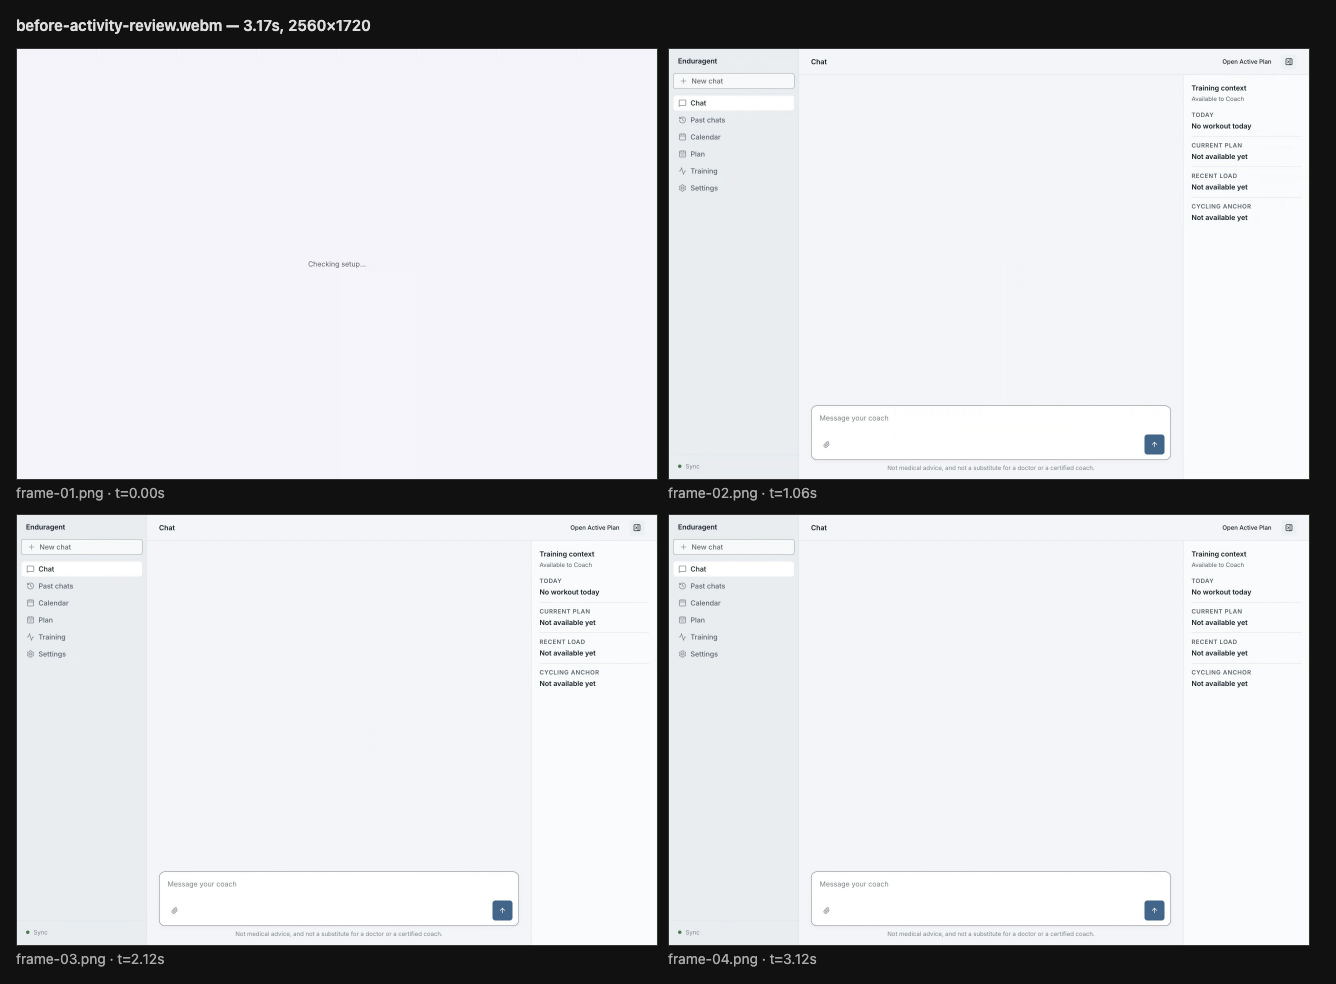 before-activity-review.webm — 3.17s, 2560×1720
Checking setup...
frame-01.png · t=0.00s
Enduragent
New chat
Chat
Past chats
Calendar
Plan
Training
Settings
Sync
Chat
Open Active Plan
Training context
Available to Coach
TODAY
No workout today
CURRENT PLAN
Not available yet
RECENT LOAD
Not available yet
CYCLING ANCHOR
Not available yet
Message your coach
Not medical advice, and not a substitute for a doctor or a certified coach.
frame-02.png · t=1.06s
Enduragent
New chat
Chat
Past chats
Calendar
Plan
Training
Settings
Sync
Chat
Open Active Plan
Training context
Available to Coach
TODAY
No workout today
CURRENT PLAN
Not available yet
RECENT LOAD
Not available yet
CYCLING ANCHOR
Not available yet
Message your coach
Not medical advice, and not a substitute for a doctor or a certified coach.
frame-03.png · t=2.12s
Enduragent
New chat
Chat
Past chats
Calendar
Plan
Training
Settings
Sync
Chat
Open Active Plan
Training context
Available to Coach
TODAY
No workout today
CURRENT PLAN
Not available yet
RECENT LOAD
Not available yet
CYCLING ANCHOR
Not available yet
Message your coach
Not medical advice, and not a substitute for a doctor or a certified coach.
frame-04.png · t=3.12s